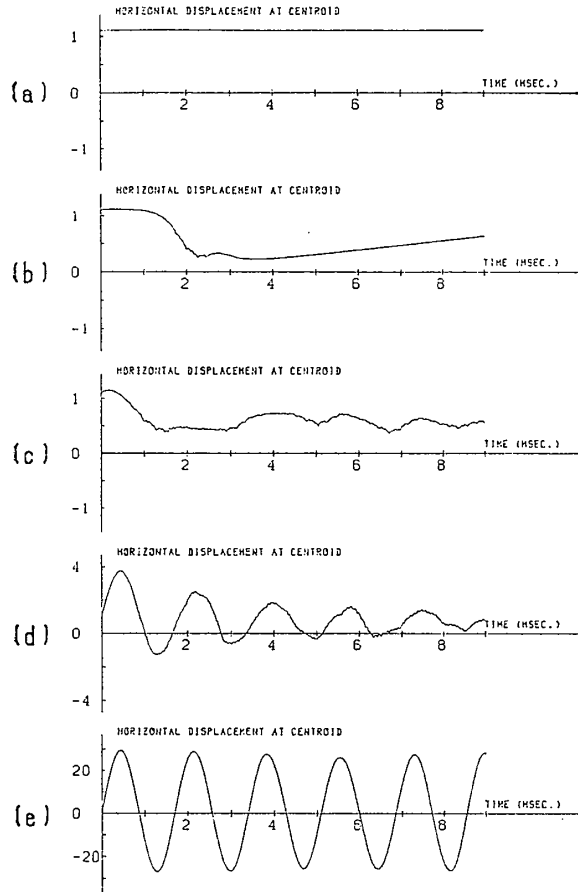 HORIZONTAL DISPLACEMENT AT CENTROID
1
TIME (MSEC.)
(a)
0
2 4 6 8
-1
HORIZONTAL DISPLACEMENT AT CENTROID
1
TIME (MSEC.)
(b)
0
2 4 6 8
-1
HORIZONTAL DISPLACEMENT AT CENTROID
1
(c)
TIME (MSEC.)
0
2 4 6 8
-1
HORIZONTAL DISPLACEMENT AT CENTROID
4
TIME (MSEC.)
(d)
0
2 4 6 8
-4
HORIZONTAL DISPLACEMENT AT CENTROID
20
TIME (MSEC.)
(e)
0
2 4 6 8
-20